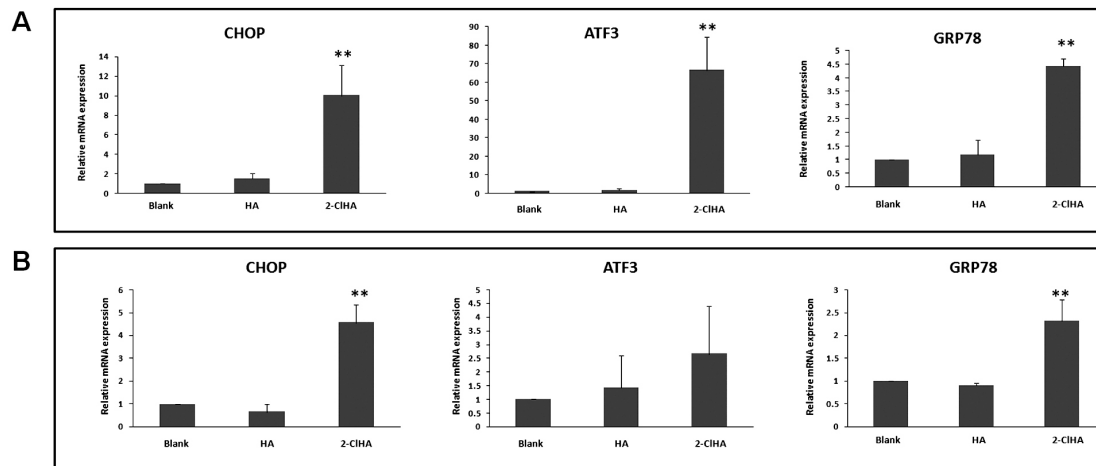 A
CHOP
**
Relative mRNA expression
14
12
10
8
6
4
2
0
Blank HA 2-ClHA
ATF3
**
Relative mRNA expression
90
80
70
60
50
40
30
20
10
0
Blank HA 2-ClHA
GRP78
**
Relative mRNA expression
5
4.5
4
3.5
3
2.5
2
1.5
1
0.5
0
Blank HA 2-ClHA
B
CHOP
**
Relative mRNA expression
6
5
4
3
2
1
0
Blank HA 2-ClHA
ATF3
Relative mRNA expression
5
4.5
4
3.5
3
2.5
2
1.5
1
0.5
0
Blank HA 2-ClHA
GRP78
**
Relative mRNA expression
3
2.5
2
1.5
1
0.5
0
Blank HA 2-ClHA